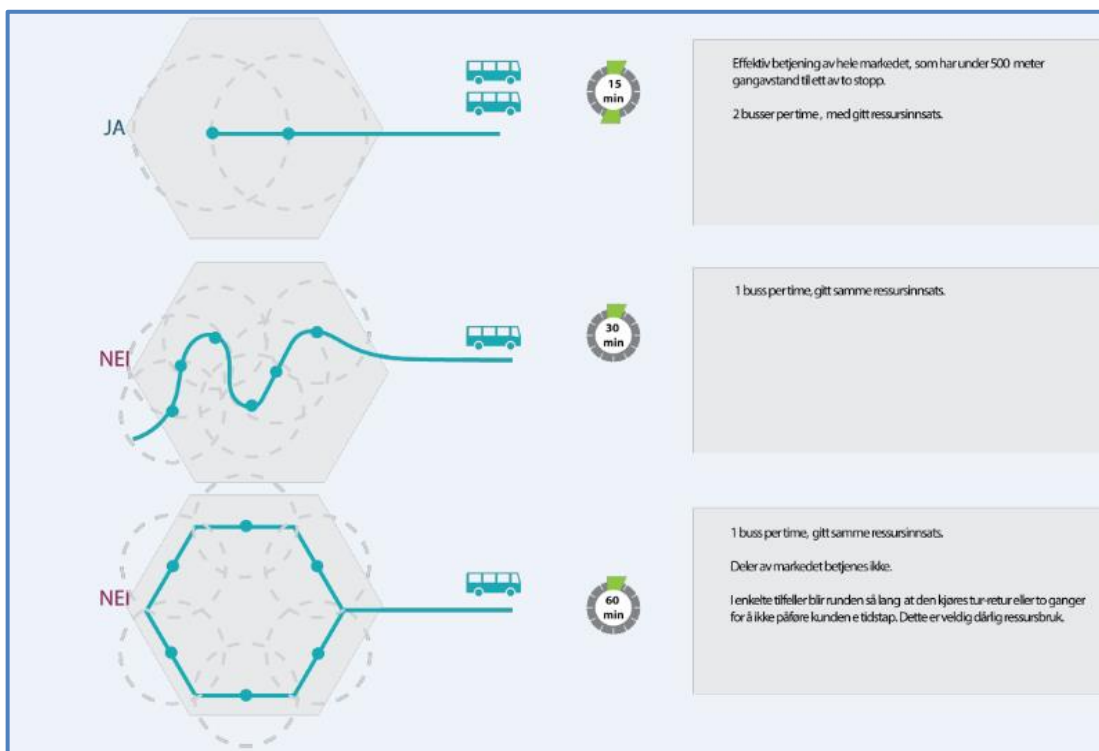 JA
15
min
Effektiv betjening av hele markedet, som har under 500 meter
gangavstand til ett av to stopp.
2 busser per time, med gitt ressursinnsats.
NEI
30
min
1 buss per time, gitt samme ressursinnsats.
NEI
60
min
1 buss per time, gitt samme ressursinnsats.
Deler av markedet betjenes ikke.
I enkelte tilfeller blir runden så lang at den kjøres tur-retur eller to ganger
for å ikke påføre kunden e tidstap. Dette er veldig dårlig ressursbruk.